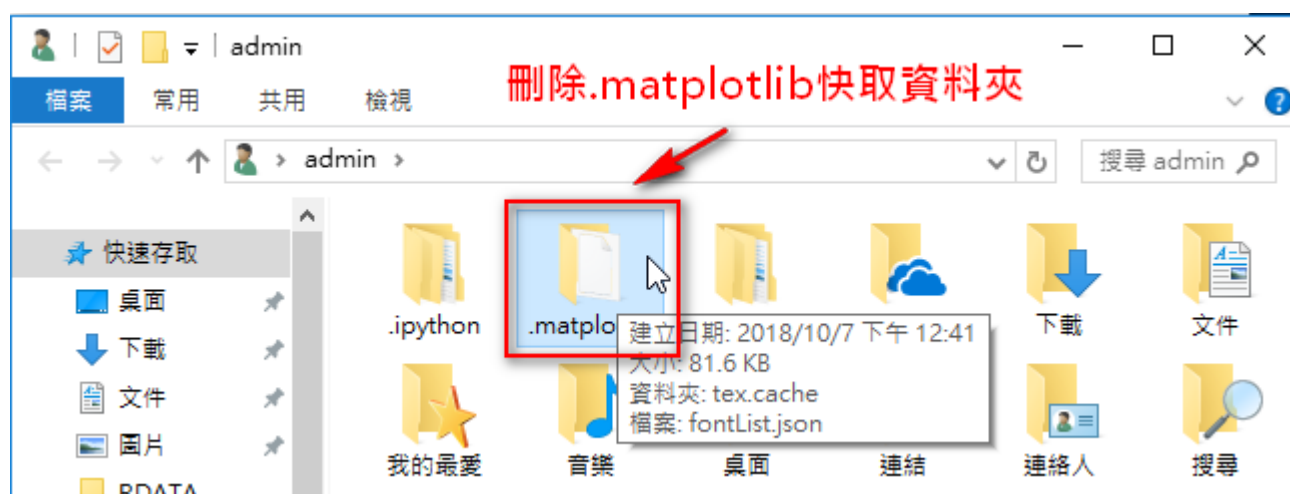 admin
刪除.matplotlib快取資料夾
檔案 常用 共用 檢視
admin
搜尋 admin
快速存取
桌面
下載
文件
圖片
RDATA
.ipython
.matplo
下載
文件
建立日期: 2018/10/7 下午 12:41
大小: 81.6 KB
資料夾: tex.cache
檔案: fontList.json
我的最愛
音樂
桌面
連結
連絡人
搜尋